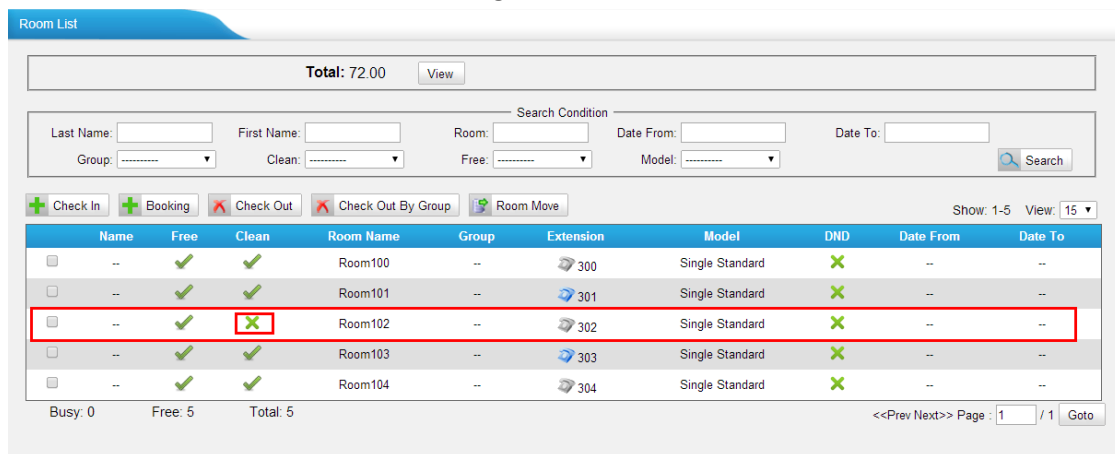 Room List
Total: 72.00 View
Search Condition
Last Name: First Name: Room: Date From: Date To:
Group: ---------- Clean: ---------- Free: ---------- Model: ---------- Search
Check In Booking Check Out Check Out By Group Room Move Show: 1-5 View: 15
Name Free Clean Room Name Group Extension Model DND Date From Date To
-- Room100 -- 300 Single Standard -- --
-- Room101 -- 301 Single Standard -- --
-- Room102 -- 302 Single Standard -- --
-- Room103 -- 303 Single Standard -- --
-- Room104 -- 304 Single Standard -- --
Busy: 0 Free: 5 Total: 5 <<Prev Next>> Page : 1 / 1 Goto